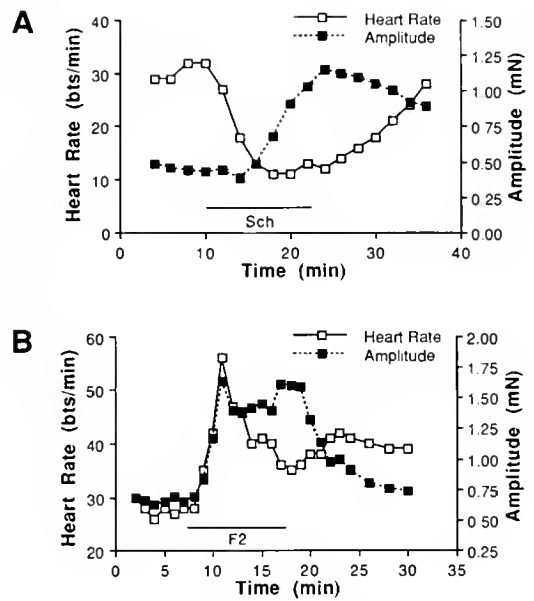 A
Heart Rate
Amplitude
Heart Rate (bts/min)
40
30
20
10
0
1.50
1.25
1.00
0.75
0.50
0.25
0.00
Amplitude (mN)
Sch
0 10 20 30 40
Time (min)
B
Heart Rate
Amplitude
Heart Rate (bts/min)
60
50
40
30
20
2.00
1.75
1.50
1.25
1.00
0.75
0.50
0.25
Amplitude (mN)
F2
0 5 10 15 20 25 30 35
Time (min)